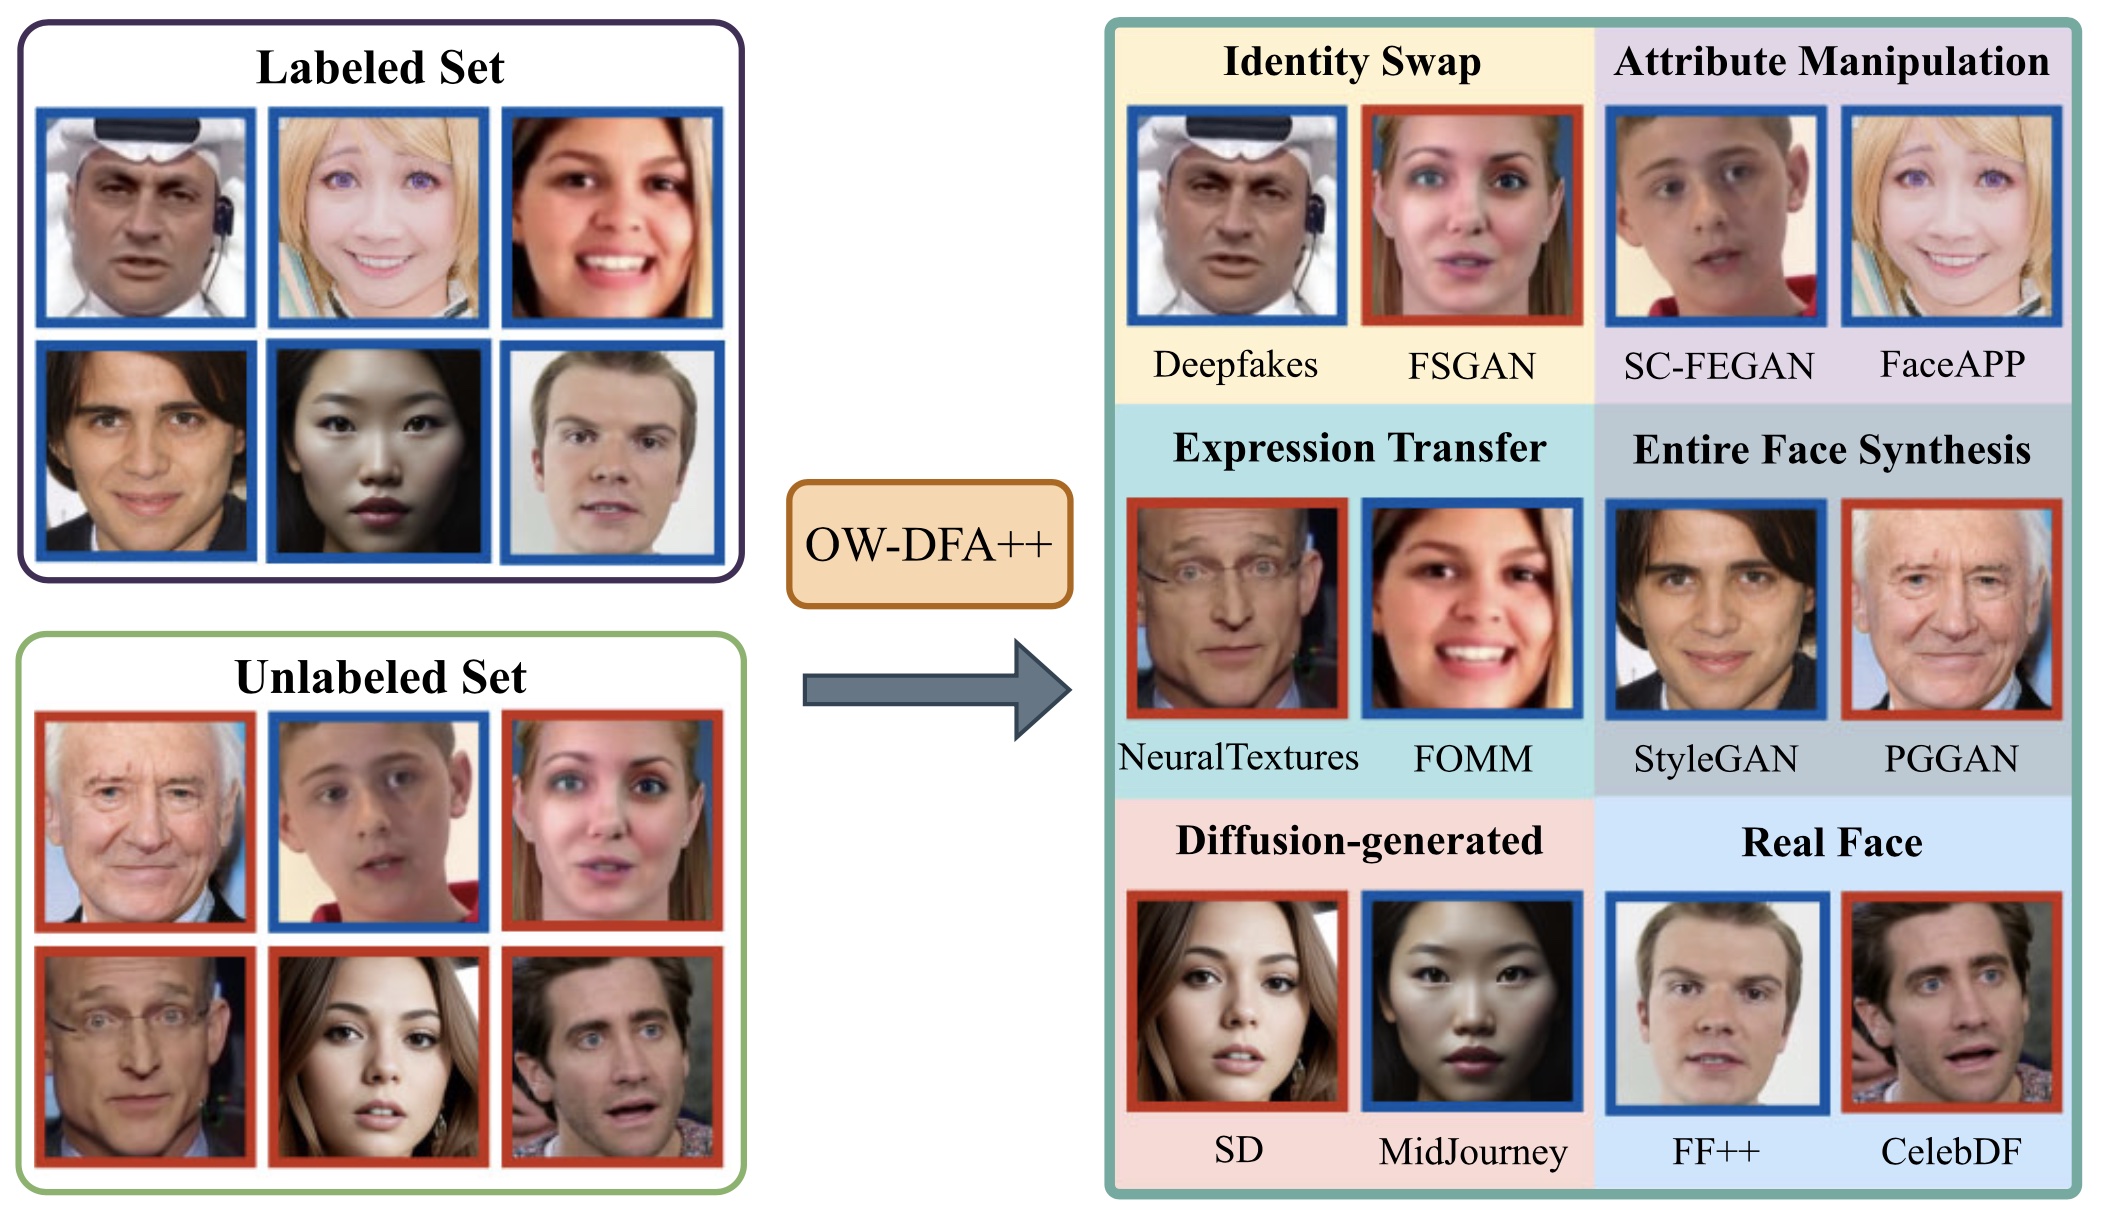 Labeled Set
Unlabeled Set
OW-DFA++
Identity Swap
Deepfakes
FSGAN
Attribute Manipulation
SC-FEGAN
FaceAPP
Expression Transfer
NeuralTextures
FOMM
Entire Face Synthesis
StyleGAN
PGGAN
Diffusion-generated
SD
MidJourney
Real Face
FF++
CelebDF